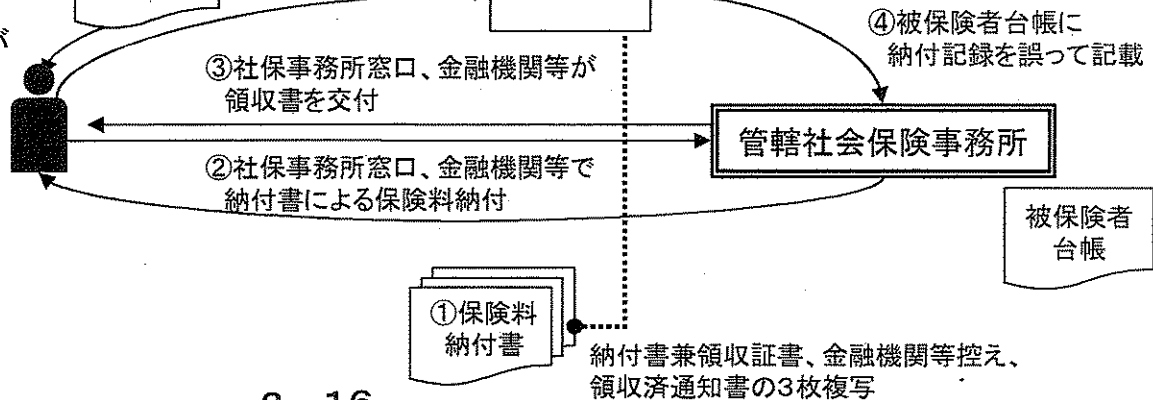 が
④被保険者台帳に
納付記録を誤って記載
③社保事務所窓口、金融機関等が
領収書を交付
管轄社会保険事務所
②社保事務所窓口、金融機関等で
納付書による保険料納付
被保険者
台帳
①保険料
納付書
納付書兼領収証書、金融機関等控え、
領収済通知書の3枚複写